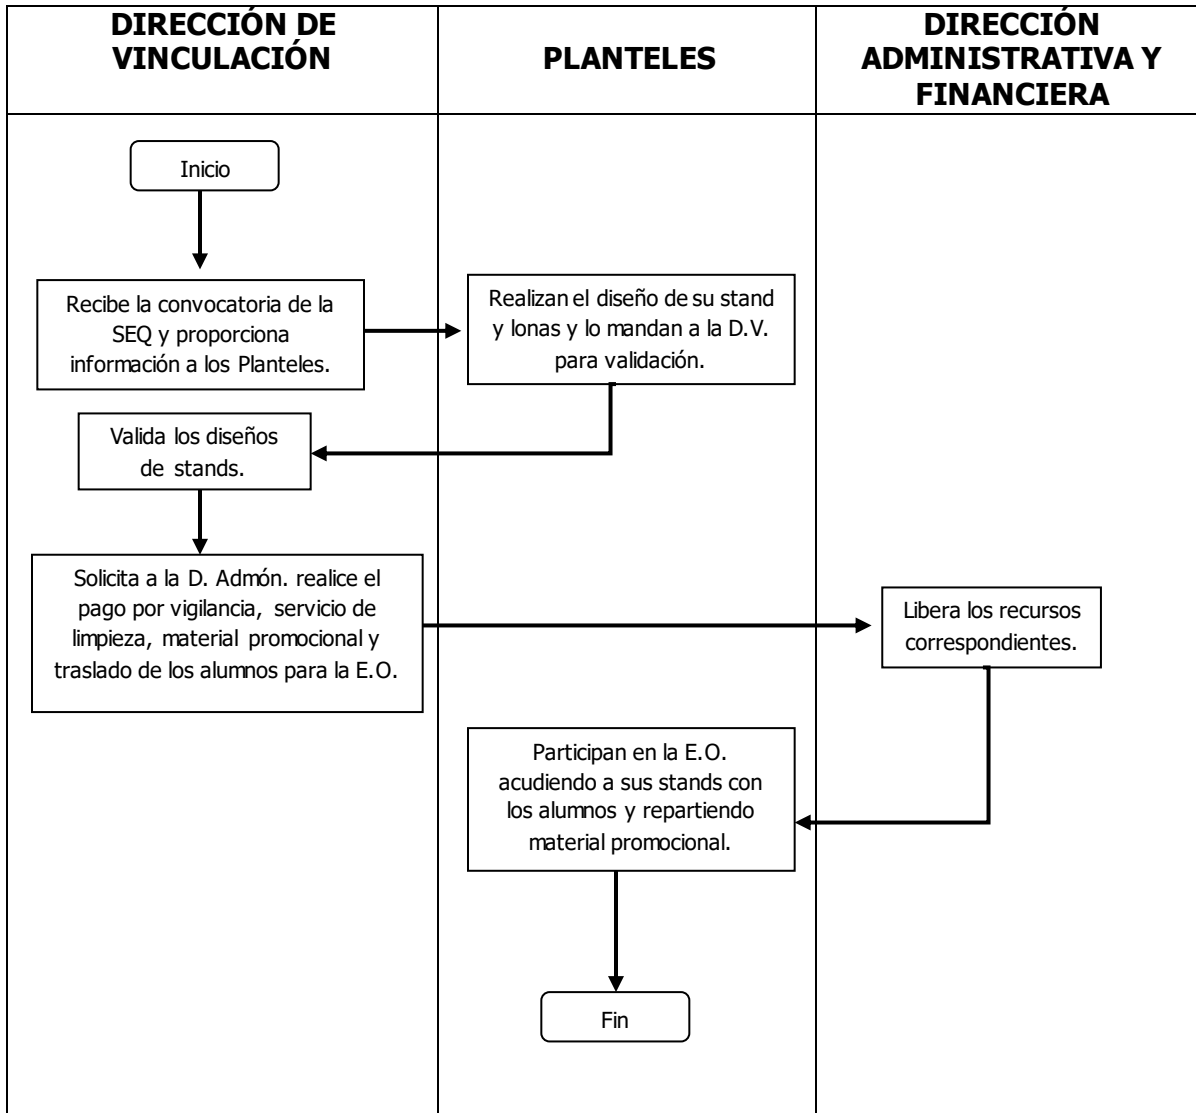 DIRECCIÓN DE
VINCULACIÓN
PLANTELES
DIRECCIÓN
ADMINISTRATIVA Y
FINANCIERA
Inicio
Recibe la convocatoria de la
SEQ y proporciona
información a los Planteles.
Realizan el diseño de su stand
y lonas y lo mandan a la D.V.
para validación.
Valida los diseños
de stands.
Solicita a la D. Admón. realice el
pago por vigilancia, servicio de
limpieza, material promocional y
traslado de los alumnos para la E.O.
Libera los recursos
correspondientes.
Participan en la E.O.
acudiendo a sus stands con
los alumnos y repartiendo
material promocional.
Fin